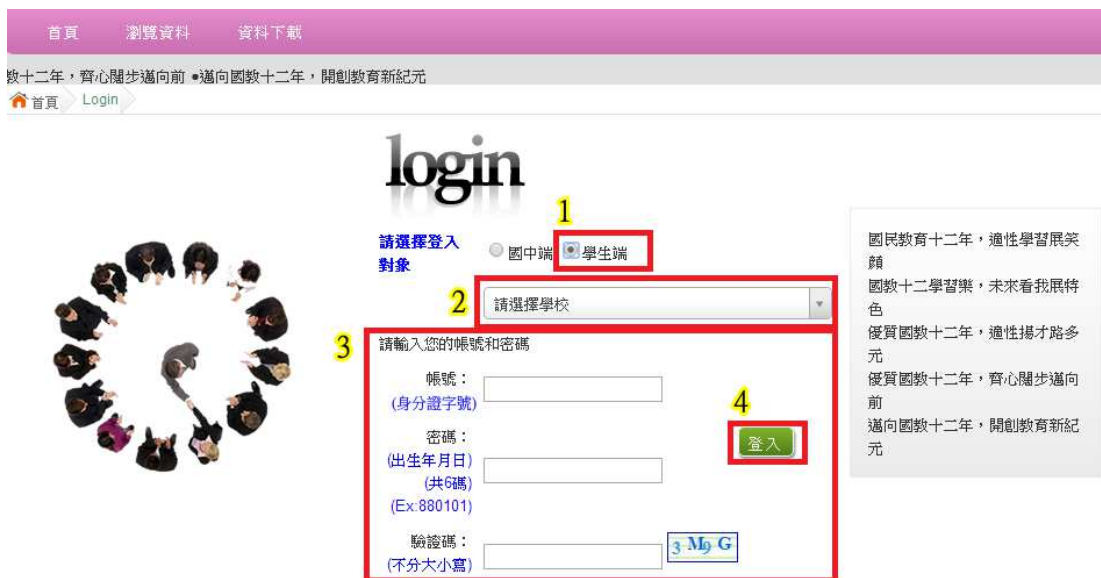 首頁 瀏覽資料 資料下載
教十二年，齊心闊步邁向前 •邁向國教十二年，開創教育新紀元
首頁 Login
login
1
請選擇登入
對象
國中端 學生端
2
請選擇學校
3
請輸入您的帳號和密碼
帳號：
(身分證字號)
4
登入
密碼：
(出生年月日)
(共6碼)
(Ex:880101)
驗證碼：
(不分大小寫)
3 M9 G
國民教育十二年，適性學習展笑
顏
國教十二學習樂，未來看我展特
色
優質國教十二年，適性揚才路多
元
優質國教十二年，齊心闊步邁向
前
邁向國教十二年，開創教育新紀
元